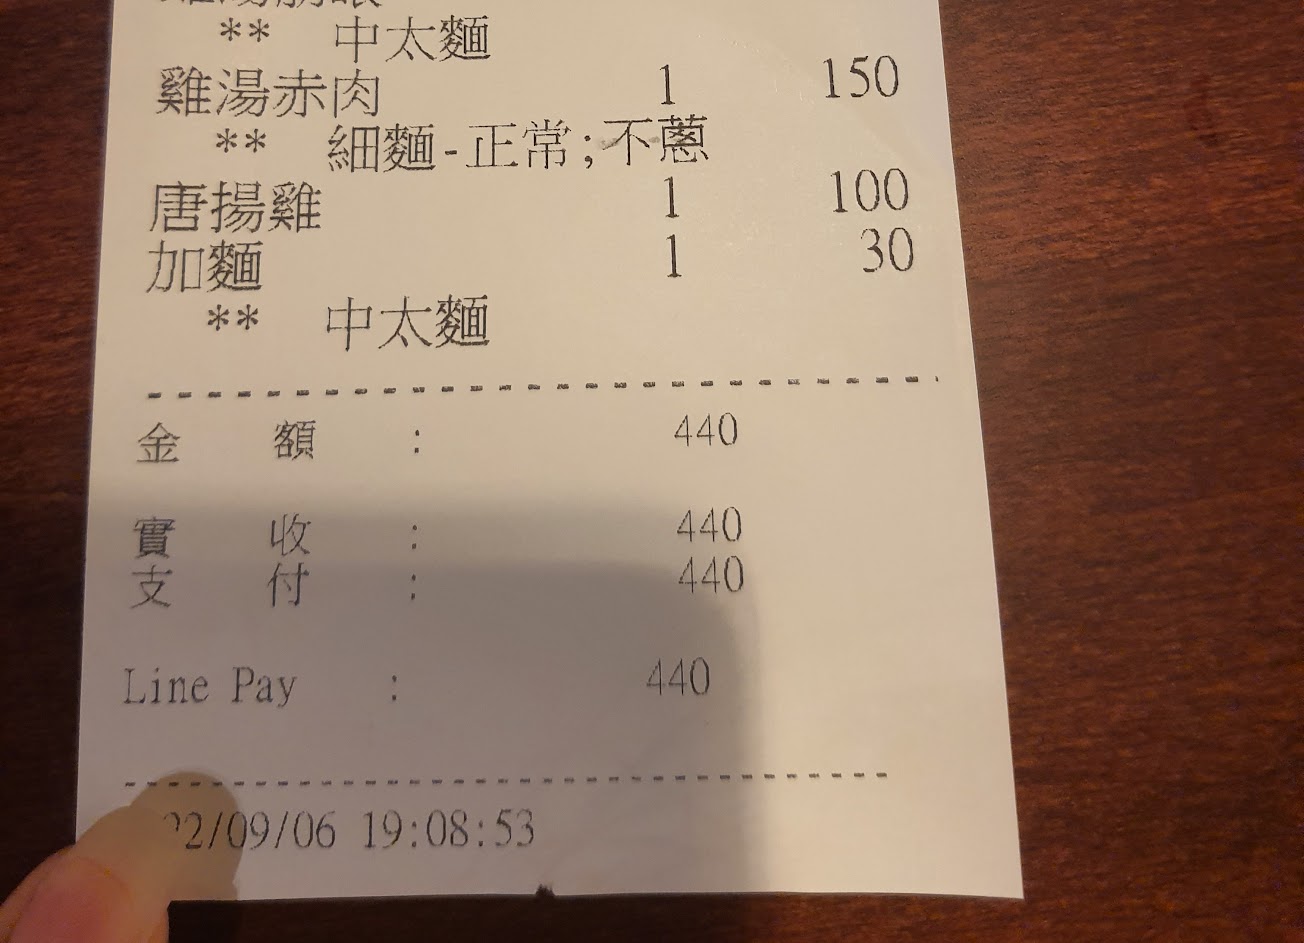 ** 中太麵
雞湯赤肉 1 150
** 細麵-正常;不蔥
唐揚雞 1 100
加麵 1 30
** 中太麵
金 額 : 440
實 收 : 440
支 付 : 440
Line Pay : 440
22/09/06 19:08:53